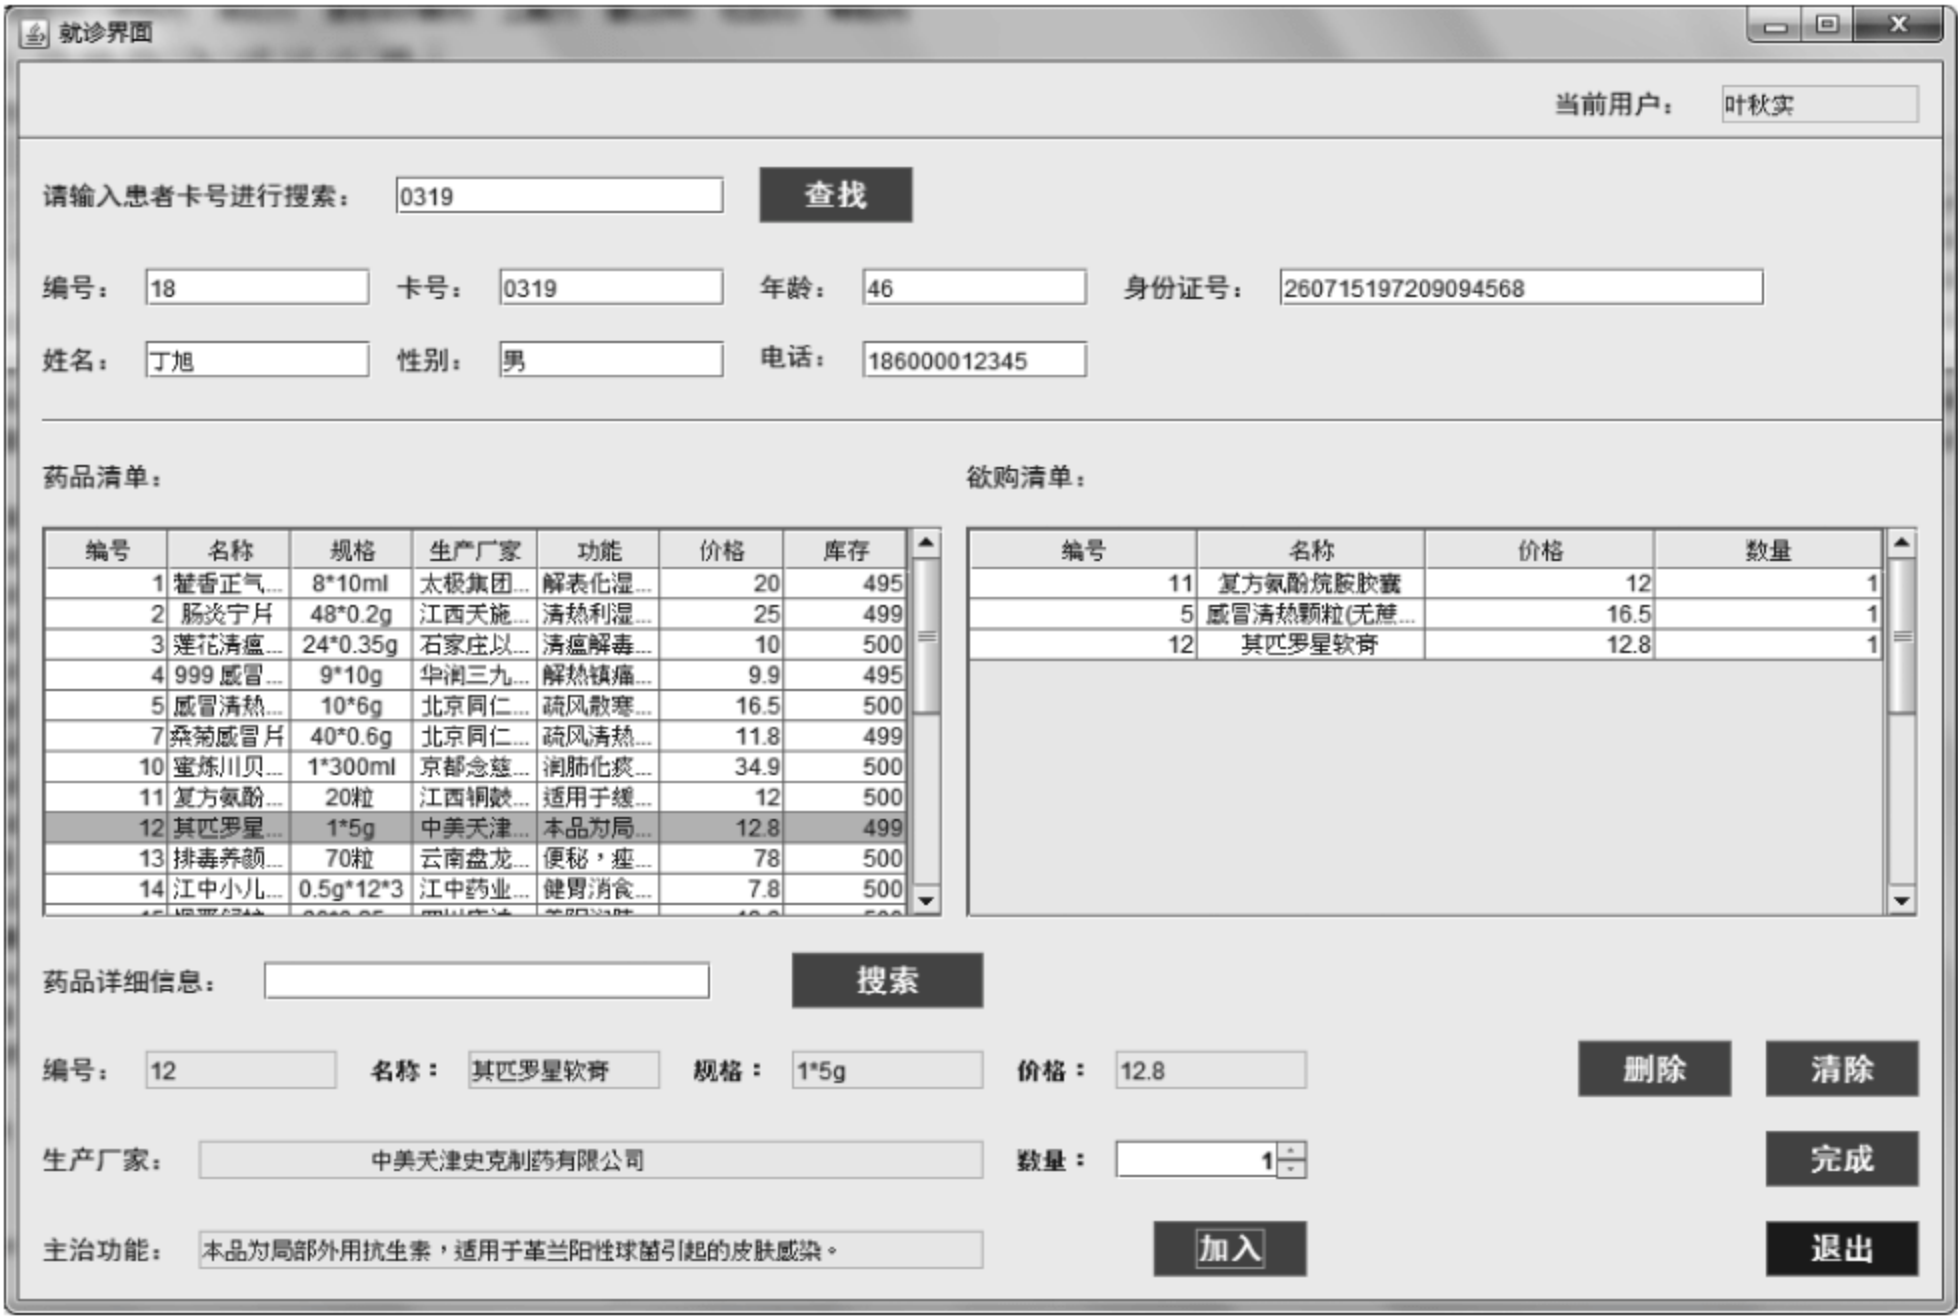 就诊界面
当前用户： 叶秋实
请输入患者卡号进行搜索： 0319 查找
编号： 18 卡号： 0319 年龄： 46 身份证号： 260715197209094568
姓名： 丁旭 性别： 男 电话： 186000012345
药品清单： 欲购清单：
编号 名称 规格 生产厂家 功能 价格 库存 编号 名称 价格 数量
1 藿香正气... 8*10ml 太极集团... 解表化湿... 20 495 11 复方氨酚烷胺胶囊 12 1
2 肠炎宁片 48*0.2g 江西天施... 清热利湿... 25 499 5 感冒清热颗粒(无蔗... 16.5 1
3 莲花清瘟... 24*0.35g 石家庄以... 清瘟解毒... 10 500 12 其匹罗星软膏 12.8 1
4 999 感冒... 9*10g 华润三九... 解热镇痛... 9.9 495
5 感冒清热... 10*6g 北京同仁... 疏风散寒... 16.5 500
7 桑菊感冒片 40*0.6g 北京同仁... 疏风清热... 11.8 499
10 蜜炼川贝... 1*300ml 京都念慈... 润肺化痰... 34.9 500
11 复方氨酚... 20粒 江西铜鼓... 适用于缓... 12 500
12 其匹罗星... 1*5g 中美天津... 本品为局... 12.8 499
13 排毒养颜... 70粒 云南盘龙... 便秘，痤... 78 500
14 江中小儿... 0.5g*12*3 江中药业... 健胃消食... 7.8 500
药品详细信息： 搜索
编号： 12 名称： 其匹罗星软膏 规格： 1*5g 价格： 12.8 删除 清除
生产厂家： 中美天津史克制药有限公司 数量： 1 完成
主治功能： 本品为局部外用抗生素，适用于革兰阳性球菌引起的皮肤感染。 加入 退出